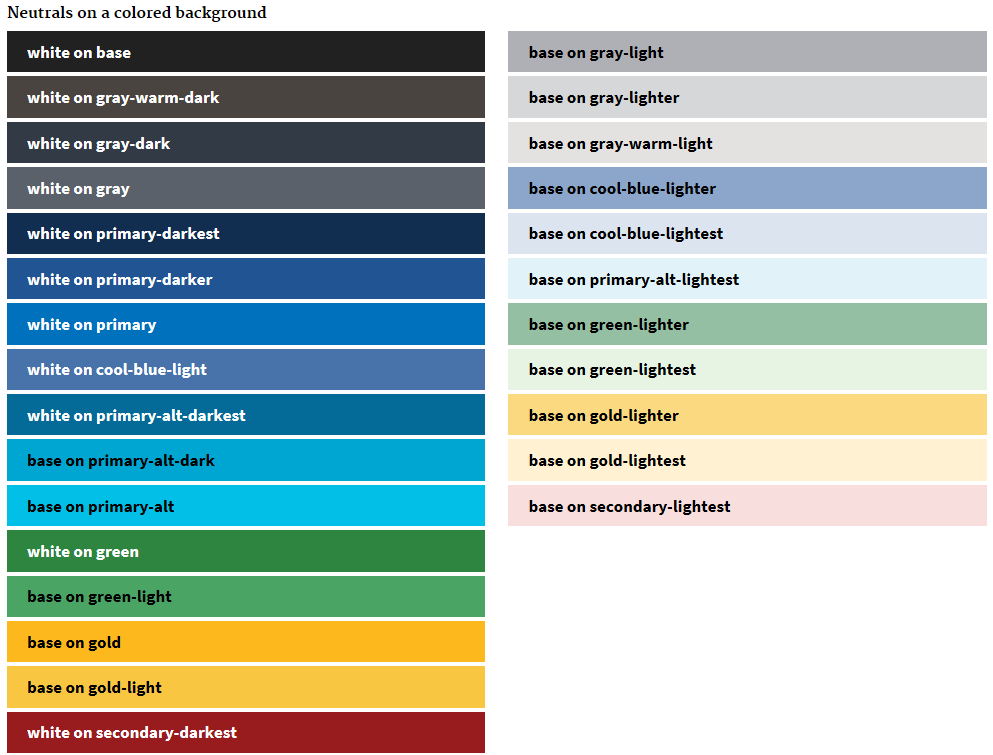 Neutrals on a colored background
white on base
white on gray-warm-dark
white on gray-dark
white on gray
white on primary-darkest
white on primary-darker
white on primary
white on cool-blue-light
white on primary-alt-darkest
base on primary-alt-dark
base on primary-alt
white on green
base on green-light
base on gold
base on gold-light
white on secondary-darkest
base on gray-light
base on gray-lighter
base on gray-warm-light
base on cool-blue-lighter
base on cool-blue-lightest
base on primary-alt-lightest
base on green-lighter
base on green-lightest
base on gold-lighter
base on gold-lightest
base on secondary-lightest